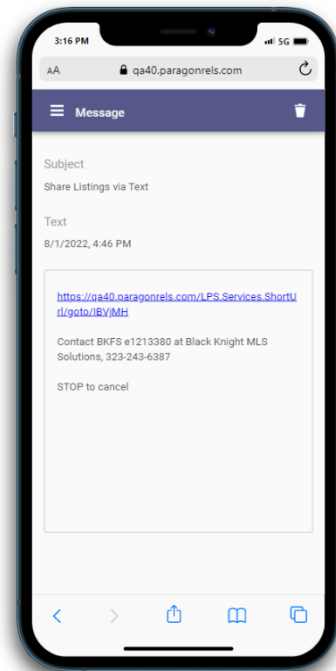 3:16 PM
5G
AA
qa40.paragonrels.com
Message
Subject
Share Listings via Text
Text
8/1/2022, 4:46 PM
https://qa40.paragonrels.com/LPS.Services.ShortU
rl/goto/IBVjMH
Contact BKFS e1213380 at Black Knight MLS
Solutions, 323-243-6387
STOP to cancel